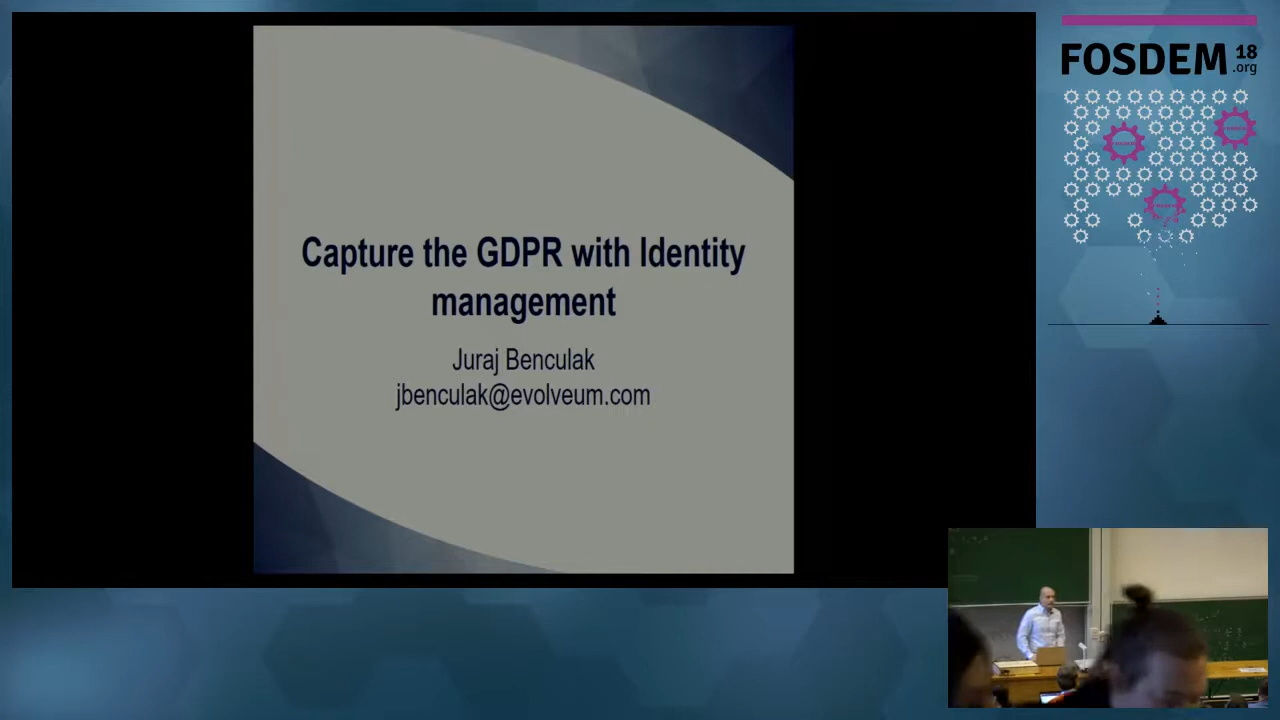 Capture the GDPR with Identity
management
Juraj Benculak
jbenculak@evolveum.com
FOSDEM 18
.org